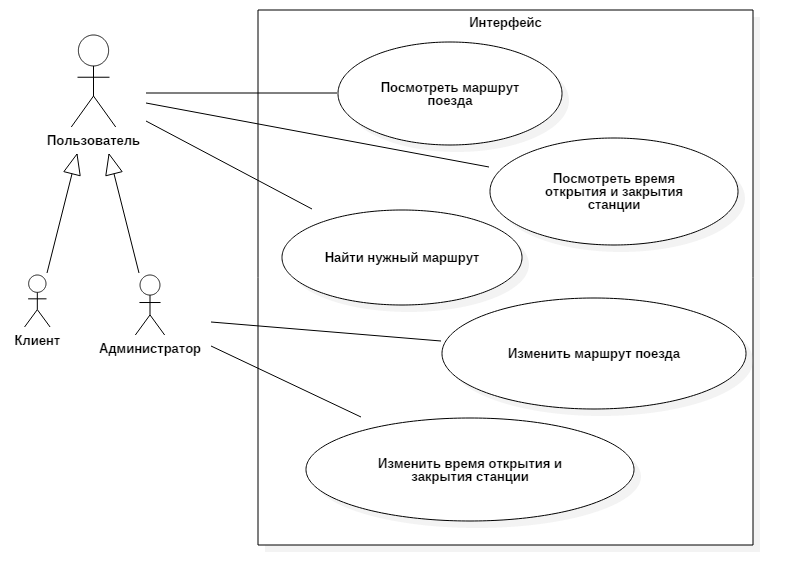 Интерфейс
Посмотреть маршрут
поезда
Пользователь
Посмотреть время
открытия и закрытия
станции
Найти нужный маршрут
Клиент
Администратор
Изменить маршрут поезда
Изменить время открытия и
закрытия станции